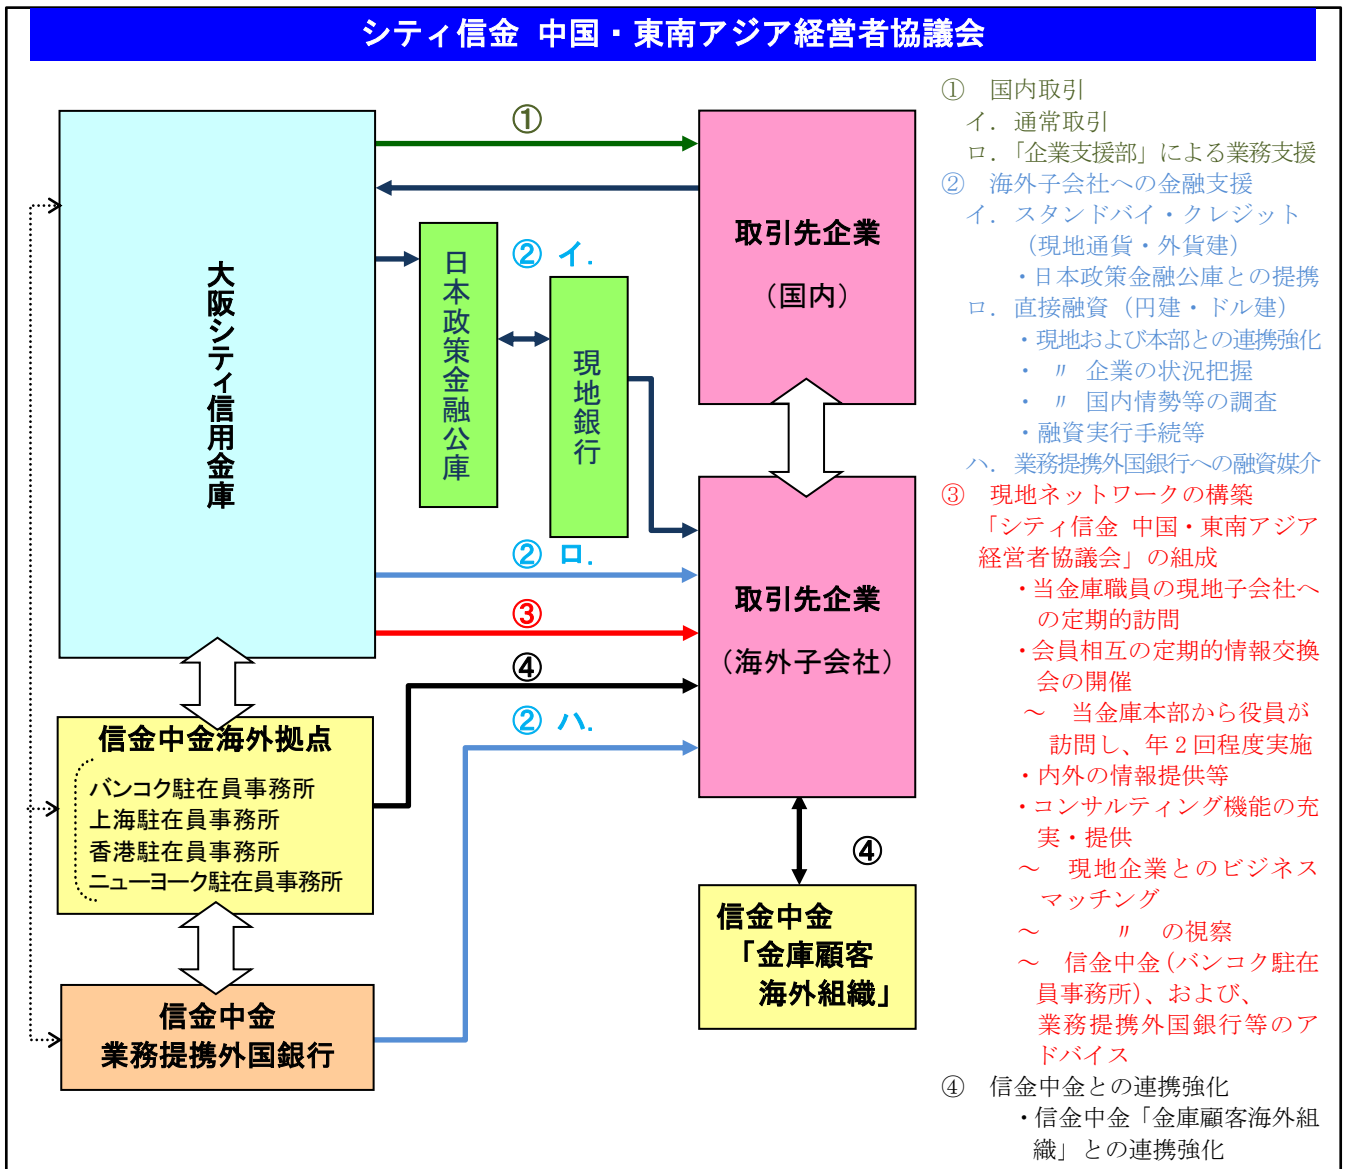 シティ信金 中国・東南アジア経営者協議会
①
大阪シティ信用金庫
日本政策金融公庫
② イ.
現地銀行
取引先企業
（国内）
② ロ.
③
④
② ハ.
取引先企業
（海外子会社）
信金中金海外拠点
バンコク駐在員事務所
上海駐在員事務所
香港駐在員事務所
ニューヨーク駐在員事務所
信金中金
業務提携外国銀行
④
信金中金
「金庫顧客
海外組織」
① 国内取引
イ．通常取引
ロ．「企業支援部」による業務支援
② 海外子会社への金融支援
イ．スタンドバイ・クレジット
（現地通貨・外貨建）
・日本政策金融公庫との提携
ロ．直接融資（円建・ドル建）
・現地および本部との連携強化
・ 〃 企業の状況把握
・ 〃 国内情勢等の調査
・融資実行手続等
ハ．業務提携外国銀行への融資媒介
③ 現地ネットワークの構築
「シティ信金 中国・東南アジア
経営者協議会」の組成
・当金庫職員の現地子会社へ
の定期的訪問
・会員相互の定期的情報交換
会の開催
～ 当金庫本部から役員が
訪問し、年２回程度実施
・内外の情報提供等
・コンサルティング機能の充
実・提供
～ 現地企業とのビジネス
マッチング
～ 〃 の視察
～ 信金中金（バンコク駐在
員事務所）、および、
業務提携外国銀行等のア
ドバイス
④ 信金中金との連携強化
・信金中金「金庫顧客海外組
織」との連携強化